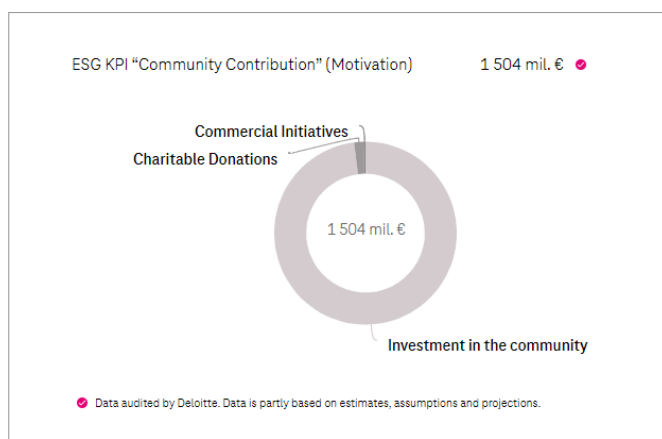 ESG KPI “Community Contribution” (Motivation) 1 504 mil. €
Commercial Initiatives
Charitable Donations
1 504 mil. €
Investment in the community
Data audited by Deloitte. Data is partly based on estimates, assumptions and projections.